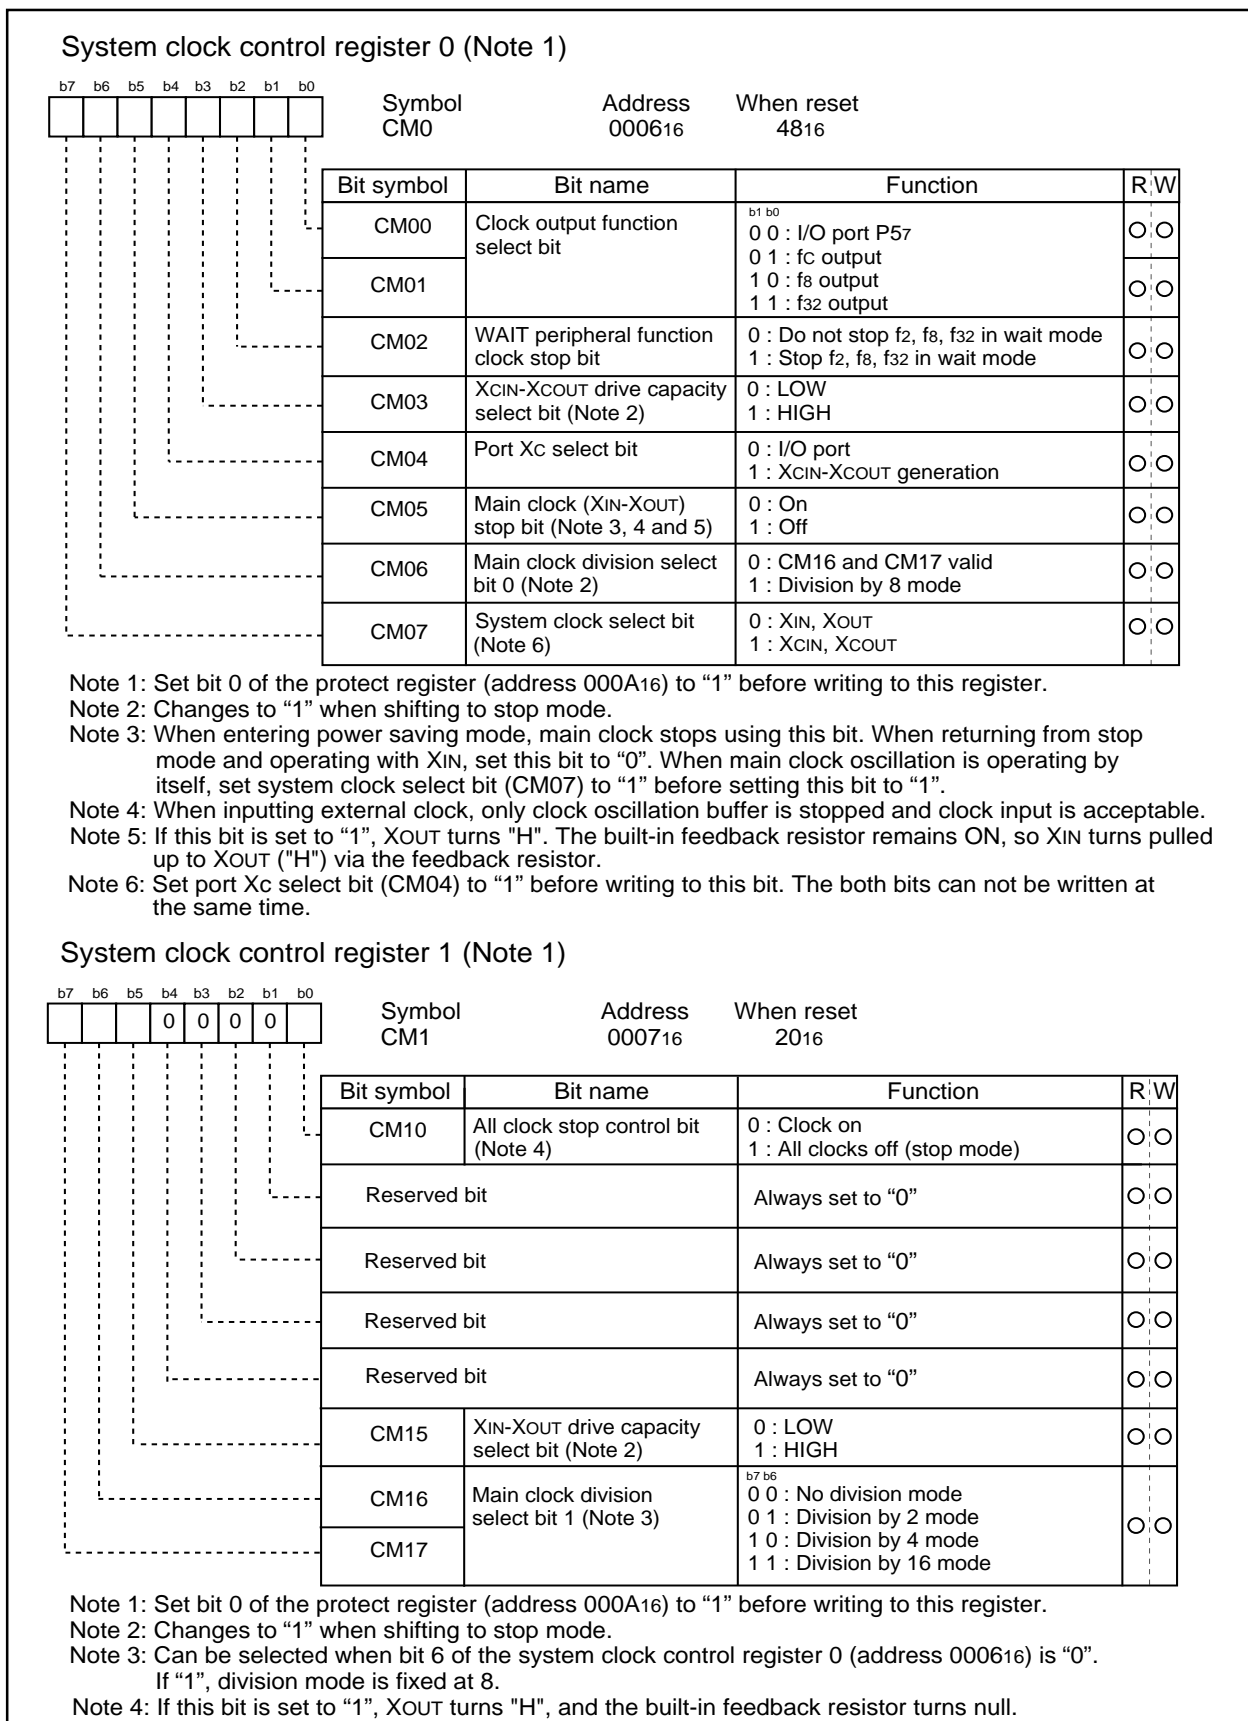 System clock control register 0 (Note 1)
b7 b6 b5 b4 b3 b2 b1 b0
Symbol Address When reset
CM0 000616 4816
Bit symbol Bit name Function R W
CM00 Clock output function select bit
b1 b0
0 0 : I/O port P57
0 1 : fC output
1 0 : f8 output
1 1 : f32 output
CM01
CM02 WAIT peripheral function clock stop bit
0 : Do not stop f2, f8, f32 in wait mode
1 : Stop f2, f8, f32 in wait mode
CM03 XCIN-XCOUT drive capacity select bit (Note 2)
0 : LOW
1 : HIGH
CM04 Port XC select bit
0 : I/O port
1 : XCIN-XCOUT generation
CM05 Main clock (XIN-XOUT) stop bit (Note 3, 4 and 5)
0 : On
1 : Off
CM06 Main clock division select bit 0 (Note 2)
0 : CM16 and CM17 valid
1 : Division by 8 mode
CM07 System clock select bit (Note 6)
0 : XIN, XOUT
1 : XCIN, XCOUT
Note 1: Set bit 0 of the protect register (address 000A16) to “1” before writing to this register.
Note 2: Changes to “1” when shifting to stop mode.
Note 3: When entering power saving mode, main clock stops using this bit. When returning from stop
mode and operating with XIN, set this bit to “0”. When main clock oscillation is operating by
itself, set system clock select bit (CM07) to “1” before setting this bit to “1”.
Note 4: When inputting external clock, only clock oscillation buffer is stopped and clock input is acceptable.
Note 5: If this bit is set to “1”, XOUT turns "H". The built-in feedback resistor remains ON, so XIN turns pulled
up to XOUT ("H") via the feedback resistor.
Note 6: Set port Xc select bit (CM04) to “1” before writing to this bit. The both bits can not be written at
the same time.
System clock control register 1 (Note 1)
b7 b6 b5 b4 b3 b2 b1 b0
0 0 0 0
Symbol Address When reset
CM1 000716 2016
Bit symbol Bit name Function R W
CM10 All clock stop control bit (Note 4)
0 : Clock on
1 : All clocks off (stop mode)
Reserved bit Always set to “0”
Reserved bit Always set to “0”
Reserved bit Always set to “0”
Reserved bit Always set to “0”
CM15 XIN-XOUT drive capacity select bit (Note 2)
0 : LOW
1 : HIGH
CM16 Main clock division select bit 1 (Note 3)
b7 b6
0 0 : No division mode
0 1 : Division by 2 mode
1 0 : Division by 4 mode
1 1 : Division by 16 mode
CM17
Note 1: Set bit 0 of the protect register (address 000A16) to “1” before writing to this register.
Note 2: Changes to “1” when shifting to stop mode.
Note 3: Can be selected when bit 6 of the system clock control register 0 (address 000616) is “0”.
If “1”, division mode is fixed at 8.
Note 4: If this bit is set to “1”, XOUT turns "H", and the built-in feedback resistor turns null.